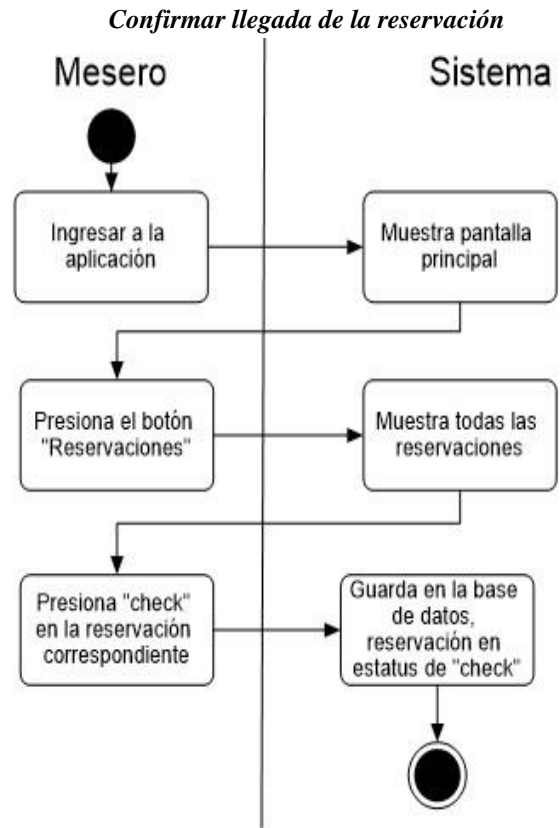 Confirmar llegada de la reservación
Mesero
Sistema
Ingresar a la
aplicación
Muestra pantalla
principal
Presiona el botón
"Reservaciones"
Muestra todas las
reservaciones
Presiona "check"
en la reservación
correspondiente
Guarda en la base
de datos,
reservación en
estatus de "check"